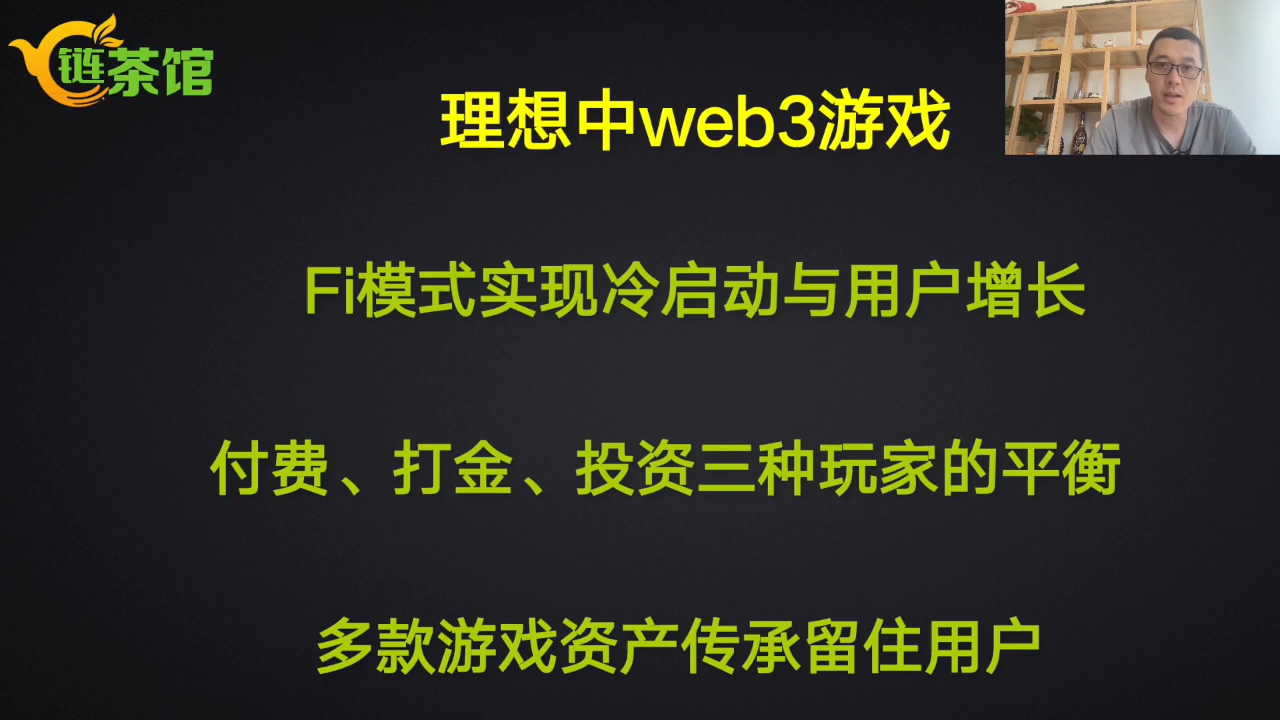 链茶馆
理想中web3游戏
Fi模式实现冷启动与用户增长
付费、打金、投资三种玩家的平衡
多款游戏资产传承留住用户